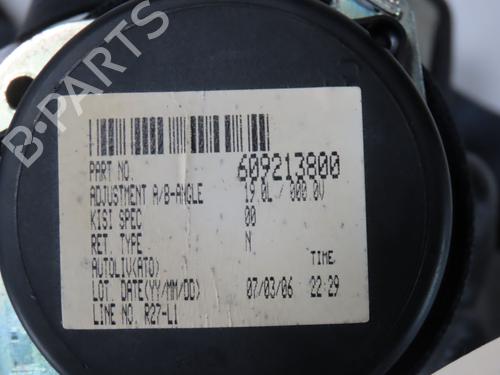 B-PARTS
PART NO. 609213800
ADJUSTMENT A/B-ANGLE 19.0L / 000.0V
KISI SPEC 00
RET. TYPE N
AUTOLIV(ATO) TIME
LOT. DATE(YY/MM/DD) 07/03/06 22:29
LINE NO. R27-L1